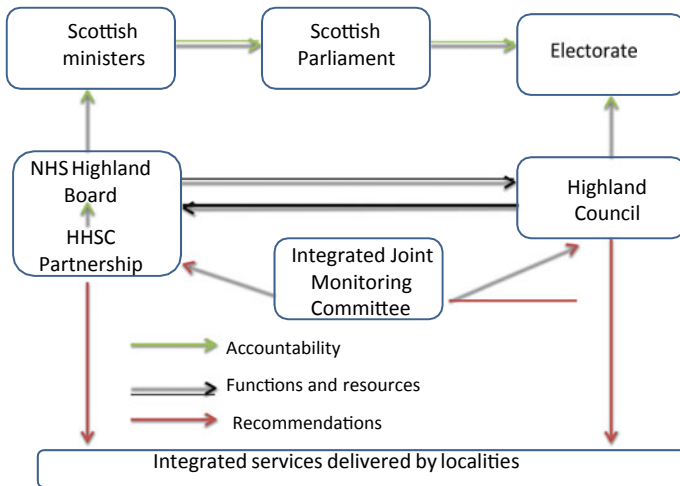 Scottish
ministers
Scottish
Parliament
Electorate
NHS Highland
Board
HHSC
Partnership
Highland
Council
Integrated Joint
Monitoring
Committee
Accountability
Functions and resources
Recommendations
Integrated services delivered by localities